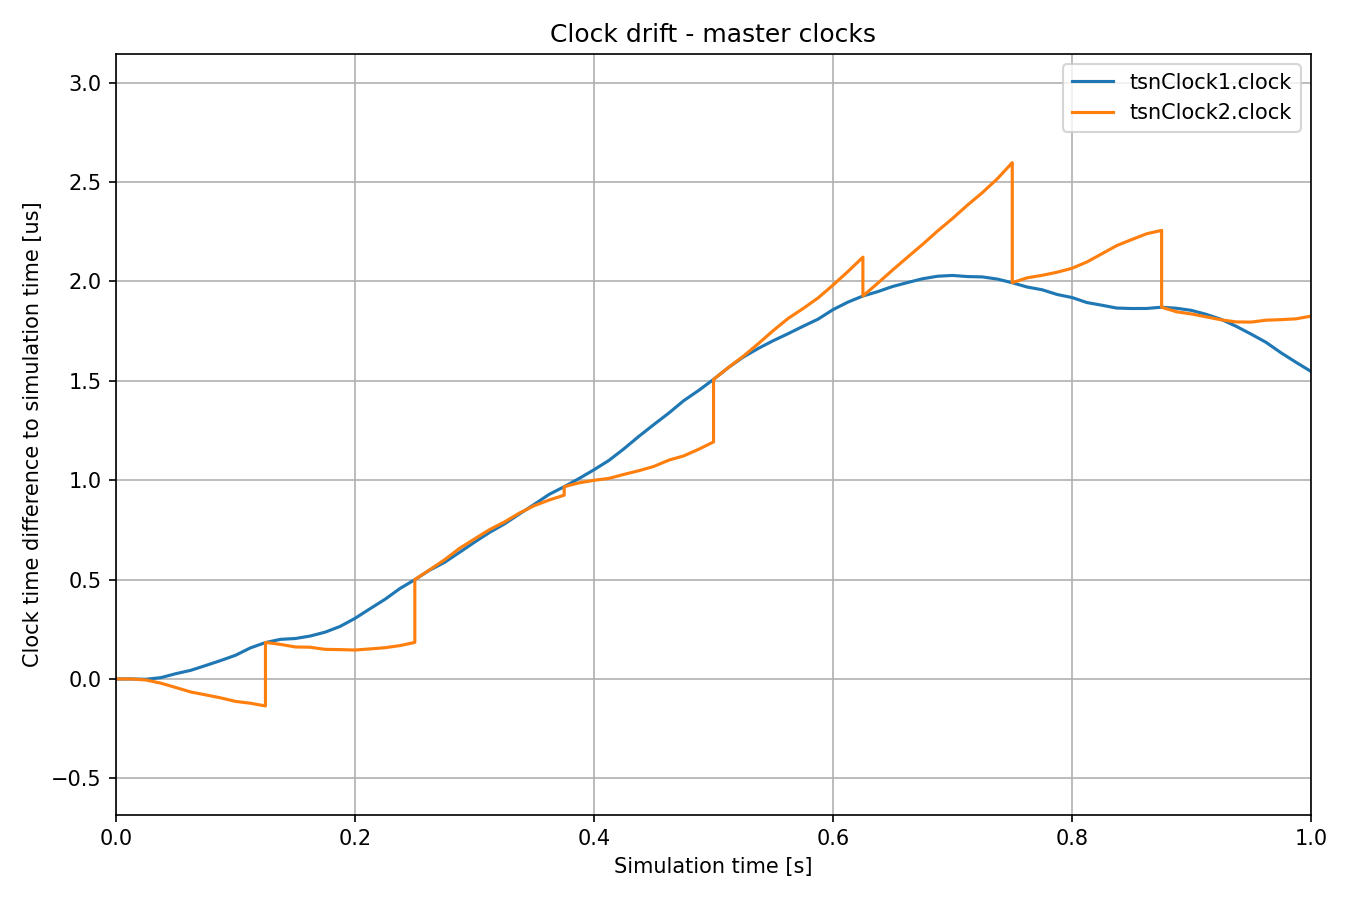 Clock drift - master clocks
tsnClock1.clock
tsnClock2.clock
Clock time difference to simulation time [us]
3.0
2.5
2.0
1.5
1.0
0.5
0.0
−0.5
0.0 0.2 0.4 0.6 0.8 1.0
Simulation time [s]